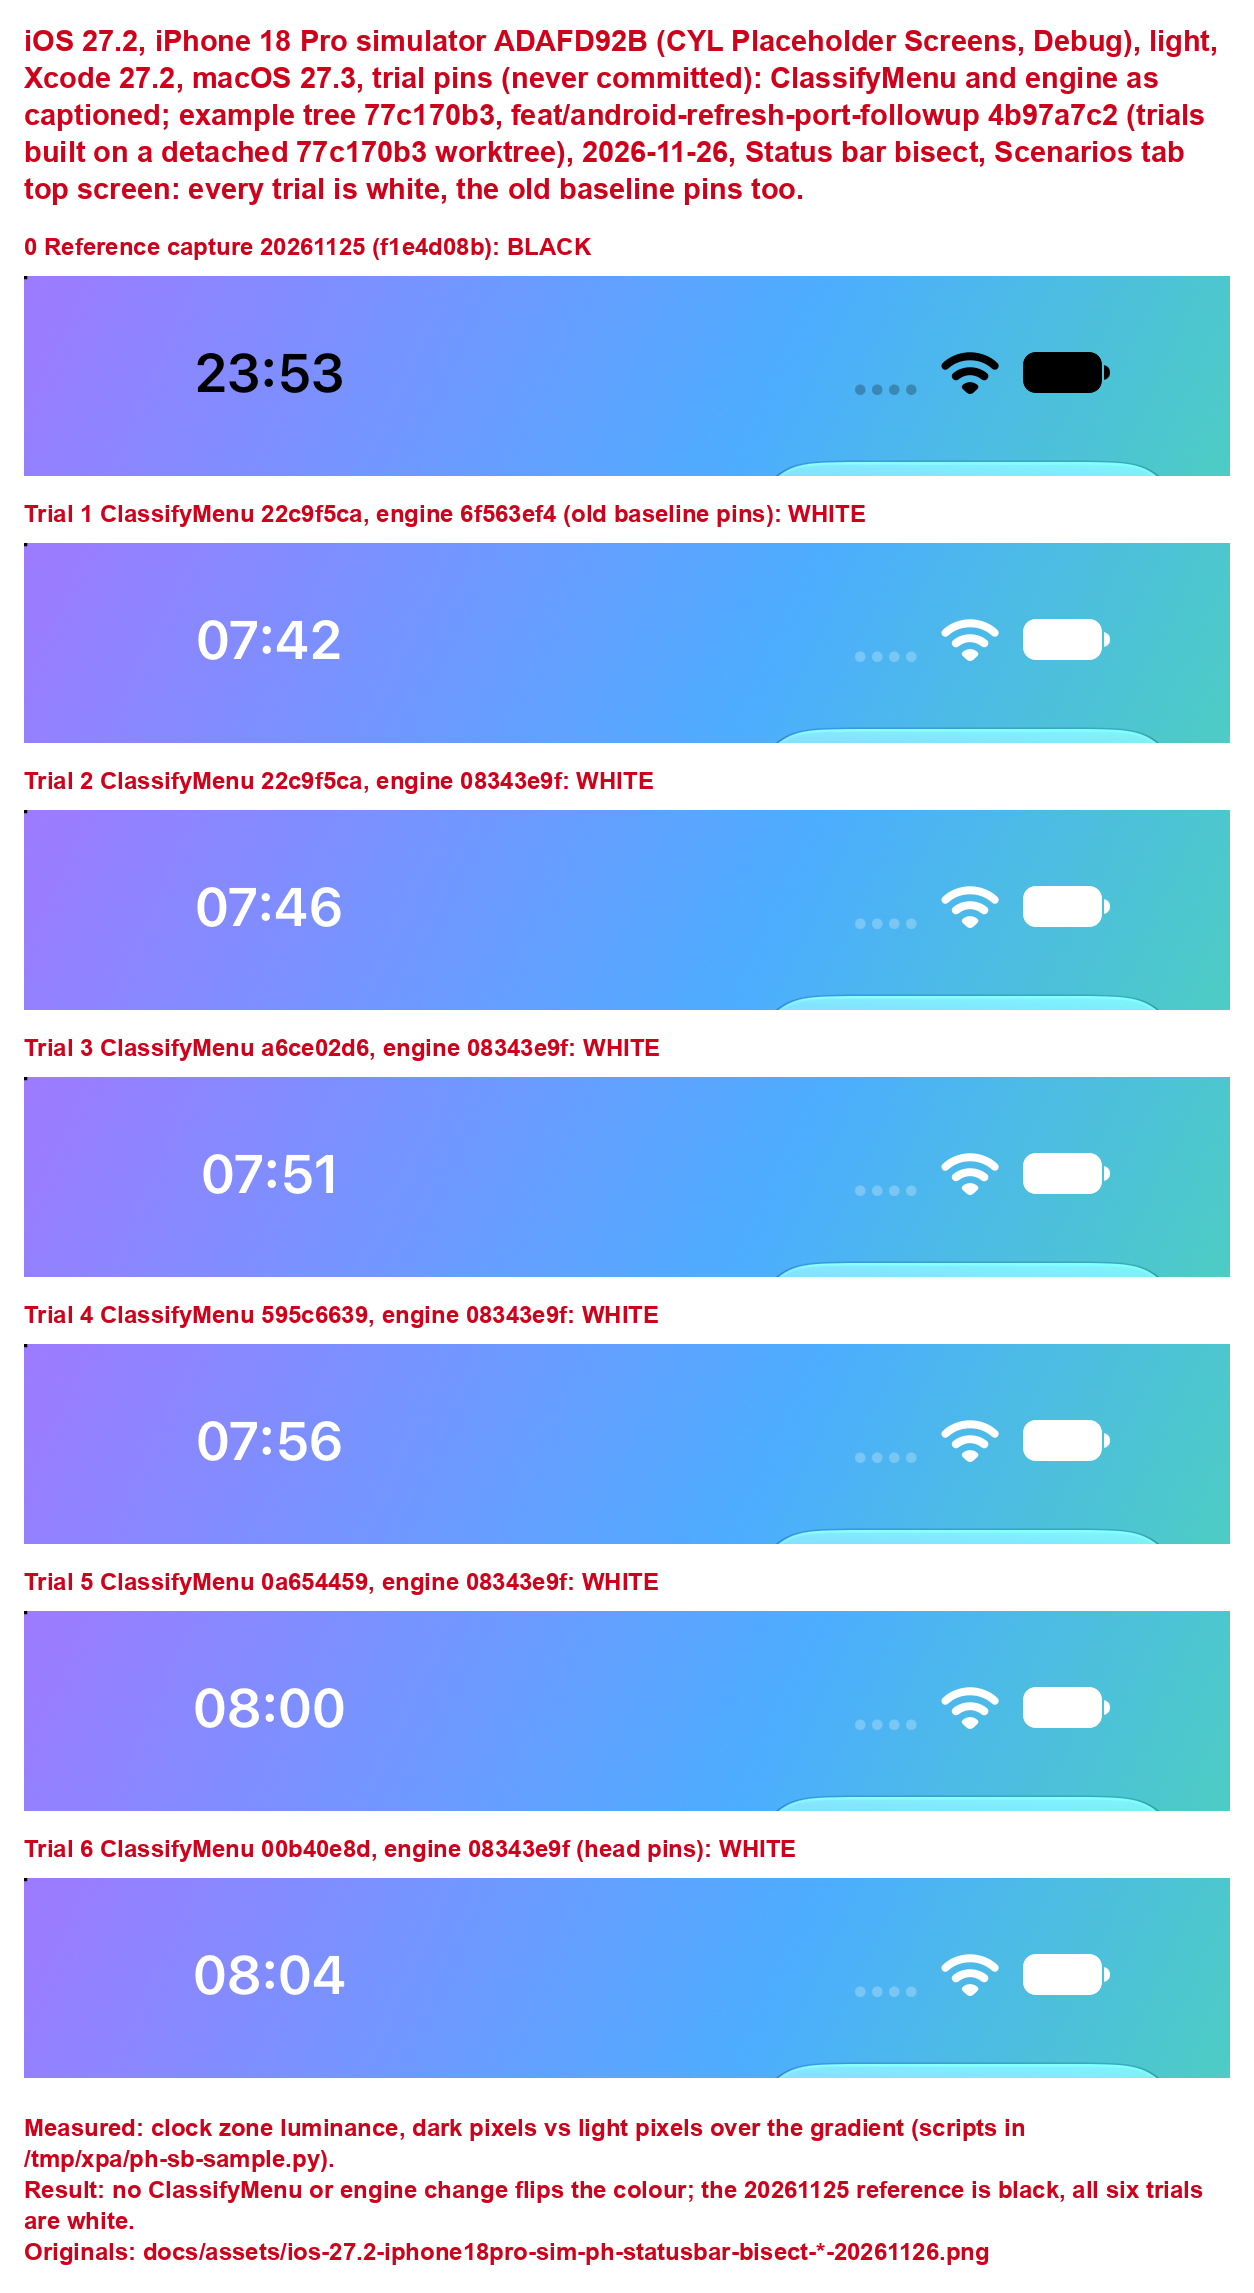 iOS 27.2, iPhone 18 Pro simulator ADAFD92B (CYL Placeholder Screens, Debug), light,
Xcode 27.2, macOS 27.3, trial pins (never committed): ClassifyMenu and engine as
captioned; example tree 77c170b3, feat/android-refresh-port-followup 4b97a7c2 (trials
built on a detached 77c170b3 worktree), 2026-11-26, Status bar bisect, Scenarios tab
top screen: every trial is white, the old baseline pins too.
0 Reference capture 20261125 (f1e4d08b): BLACK
23:53
Trial 1 ClassifyMenu 22c9f5ca, engine 6f563ef4 (old baseline pins): WHITE
07:42
Trial 2 ClassifyMenu 22c9f5ca, engine 08343e9f: WHITE
07:46
Trial 3 ClassifyMenu a6ce02d6, engine 08343e9f: WHITE
07:51
Trial 4 ClassifyMenu 595c6639, engine 08343e9f: WHITE
07:56
Trial 5 ClassifyMenu 0a654459, engine 08343e9f: WHITE
08:00
Trial 6 ClassifyMenu 00b40e8d, engine 08343e9f (head pins): WHITE
08:04
Measured: clock zone luminance, dark pixels vs light pixels over the gradient (scripts in
/tmp/xpa/ph-sb-sample.py).
Result: no ClassifyMenu or engine change flips the colour; the 20261125 reference is black, all six trials
are white.
Originals: docs/assets/ios-27.2-iphone18pro-sim-ph-statusbar-bisect-*-20261126.png